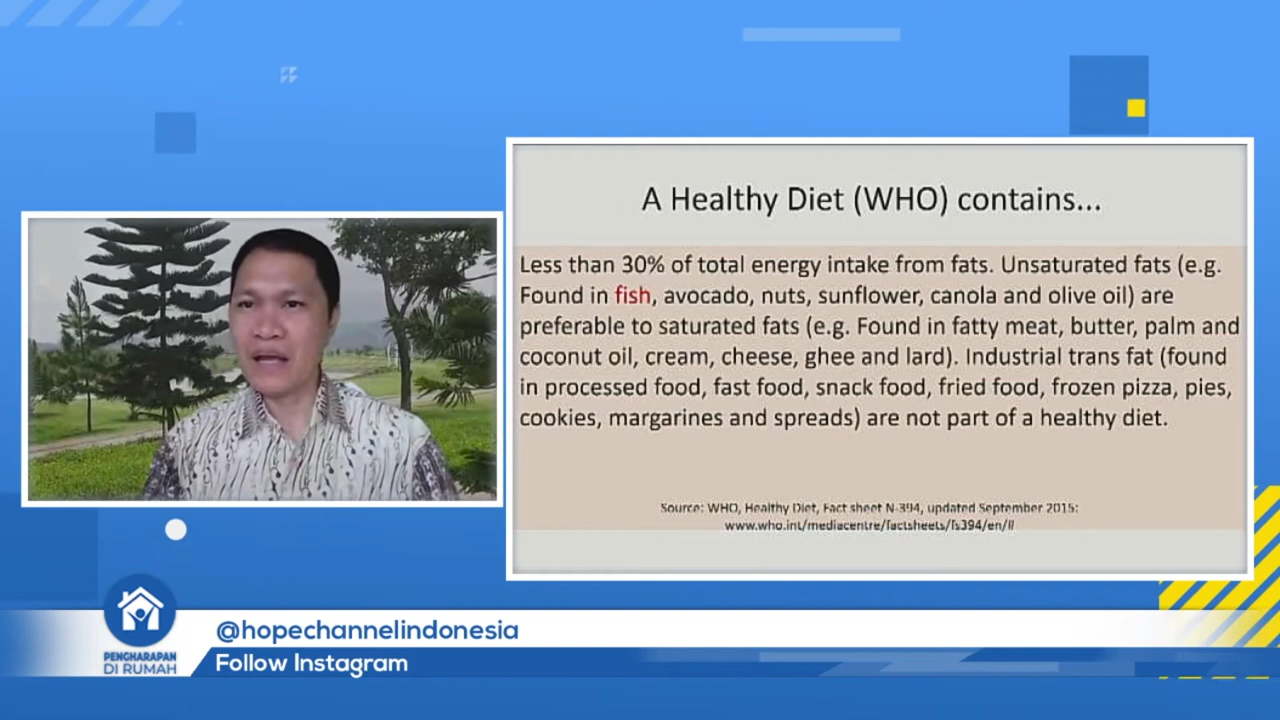 A Healthy Diet (WHO) contains...
Less than 30% of total energy intake from fats. Unsaturated fats (e.g.
Found in fish, avocado, nuts, sunflower, canola and olive oil) are
preferable to saturated fats (e.g. Found in fatty meat, butter, palm and
coconut oil, cream, cheese, ghee and lard). Industrial trans fat (found
in processed food, fast food, snack food, fried food, frozen pizza, pies,
cookies, margarines and spreads) are not part of a healthy diet.
Source: WHO, Healthy Diet, Fact sheet N-394, updated September 2015:
www.who.int/mediacentre/factsheets/fs394/en/#
@hopechannelindonesia
Follow Instagram
PENGHARAPAN
DI RUMAH